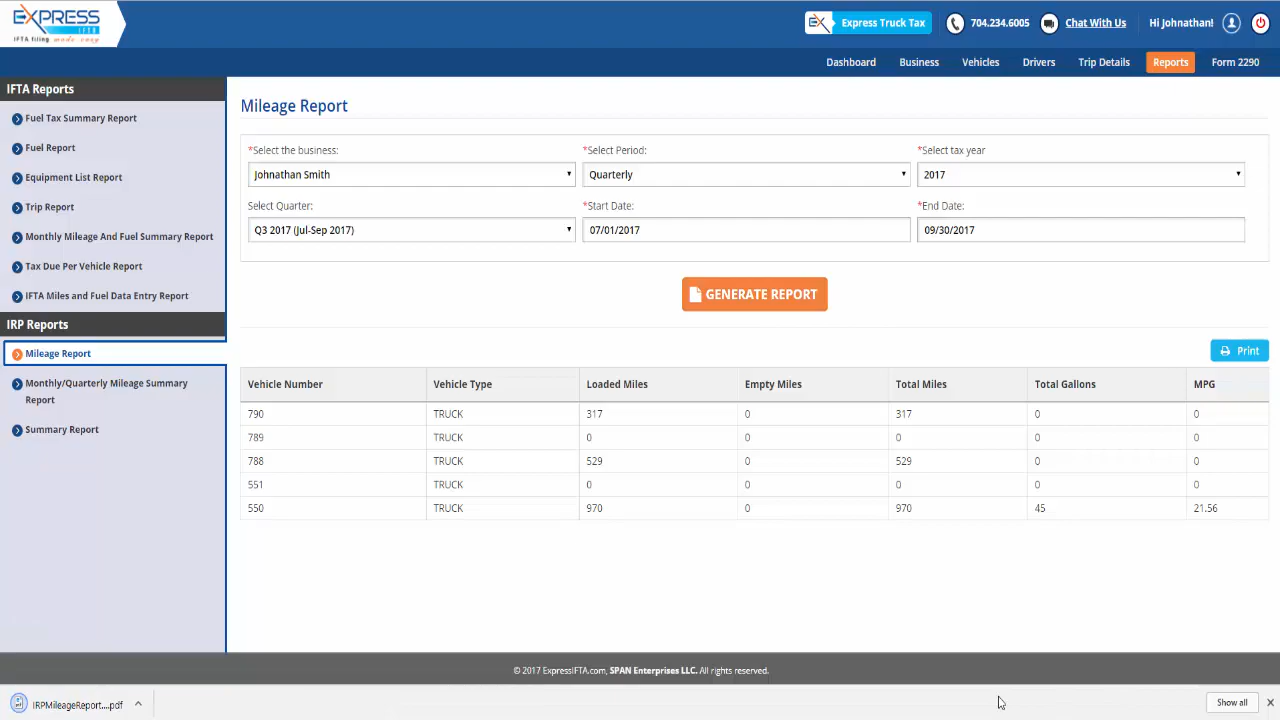 EXPRESS
IFTA
IFTA filing made easy
EX Express Truck Tax
704.234.6005
Chat With Us
Hi Johnathan!
Dashboard Business Vehicles Drivers Trip Details Reports Form 2290
IFTA Reports
Fuel Tax Summary Report
Fuel Report
Equipment List Report
Trip Report
Monthly Mileage And Fuel Summary Report
Tax Due Per Vehicle Report
IFTA Miles and Fuel Data Entry Report
IRP Reports
Mileage Report
Monthly/Quarterly Mileage Summary
Report
Summary Report
Mileage Report
*Select the business: *Select Period: *Select tax year
Johnathan Smith Quarterly 2017
Select Quarter: *Start Date: *End Date:
Q3 2017 (Jul-Sep 2017) 07/01/2017 09/30/2017
GENERATE REPORT
Print
Vehicle Number Vehicle Type Loaded Miles Empty Miles Total Miles Total Gallons MPG
790 TRUCK 317 0 317 0 0
789 TRUCK 0 0 0 0 0
788 TRUCK 529 0 529 0 0
551 TRUCK 0 0 0 0 0
550 TRUCK 970 0 970 45 21.56
© 2017 ExpressIFTA.com, SPAN Enterprises LLC. All rights reserved.
IRPMileageReport....pdf
Show all